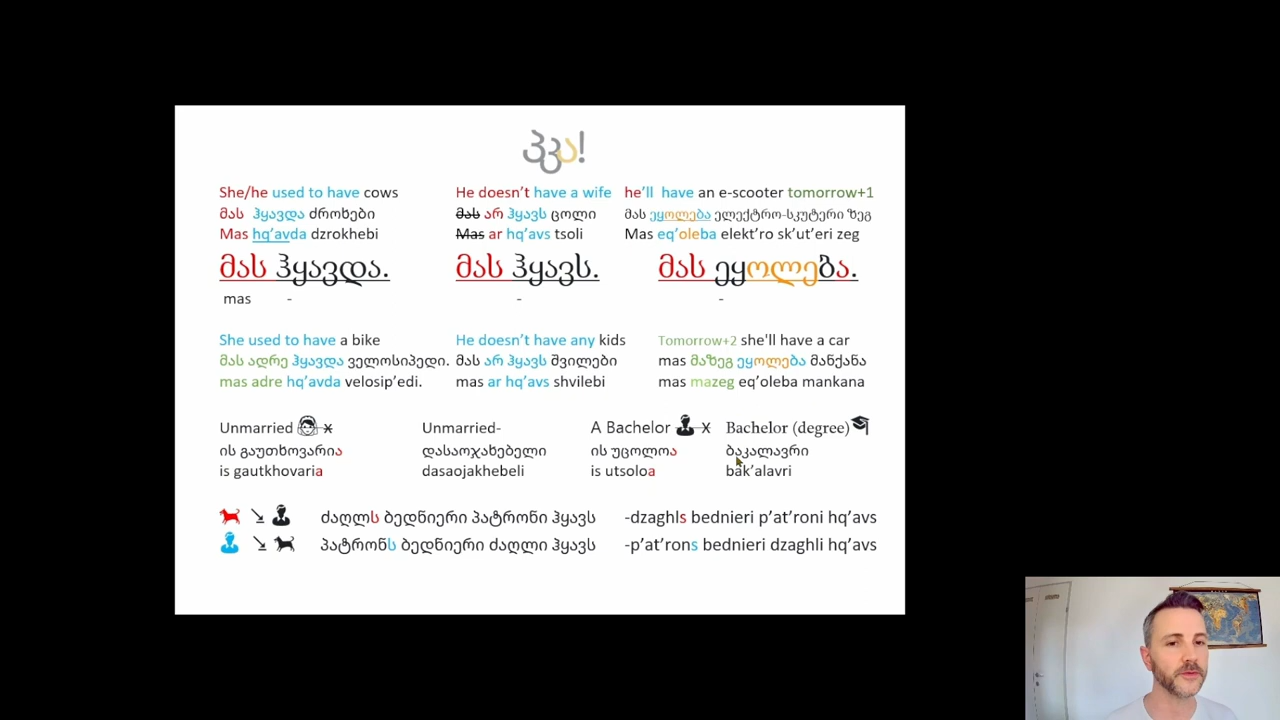 ჰკა!
She/he used to have cows
მას ჰყავდა ძროხები
Mas hq’avda dzrokhebi
მას ჰყავდა.
mas -
He doesn’t have a wife
მას არ ჰყავს ცოლი
Mas ar hq’avs tsoli
მას ჰყავს.
-
he’ll have an e-scooter tomorrow+1
მას ეყოლება ელექტრო-სკუტერი ზეგ
Mas eq’oleba elekt’ro sk’ut’eri zeg
მას ეყოლება.
-
She used to have a bike
მას ადრე ჰყავდა ველოსიპედი.
mas adre hq’avda velosip’edi.
He doesn’t have any kids
მას არ ჰყავს შვილები
mas ar hq’avs shvilebi
Tomorrow+2 she'll have a car
mas მაზეგ ეყოლება მანქანა
mas mazeg eq’oleba mankana
Unmarried x
ის გაუთხოვარია
is gautkhovaria
Unmarried-
დასაოჯახებელი
dasaojakhebeli
A Bachelor x
ის უცოლოა
is utsoloa
Bachelor (degree)
ბაკალავრი
bak’alavri
ძაღლს ბედნიერი პატრონი ჰყავს -dzaghls bednieri p’at’roni hq’avs
პატრონს ბედნიერი ძაღლი ჰყავს -p’at’rons bednieri dzaghli hq’avs